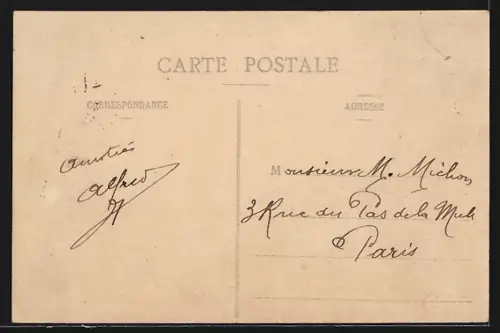 CARTE POSTALE
CORRESPONDANCE
ADRESSE
Amitiés
Alfred
Monsieur M. Michon
3 Rue du Pas de la Mule
Paris